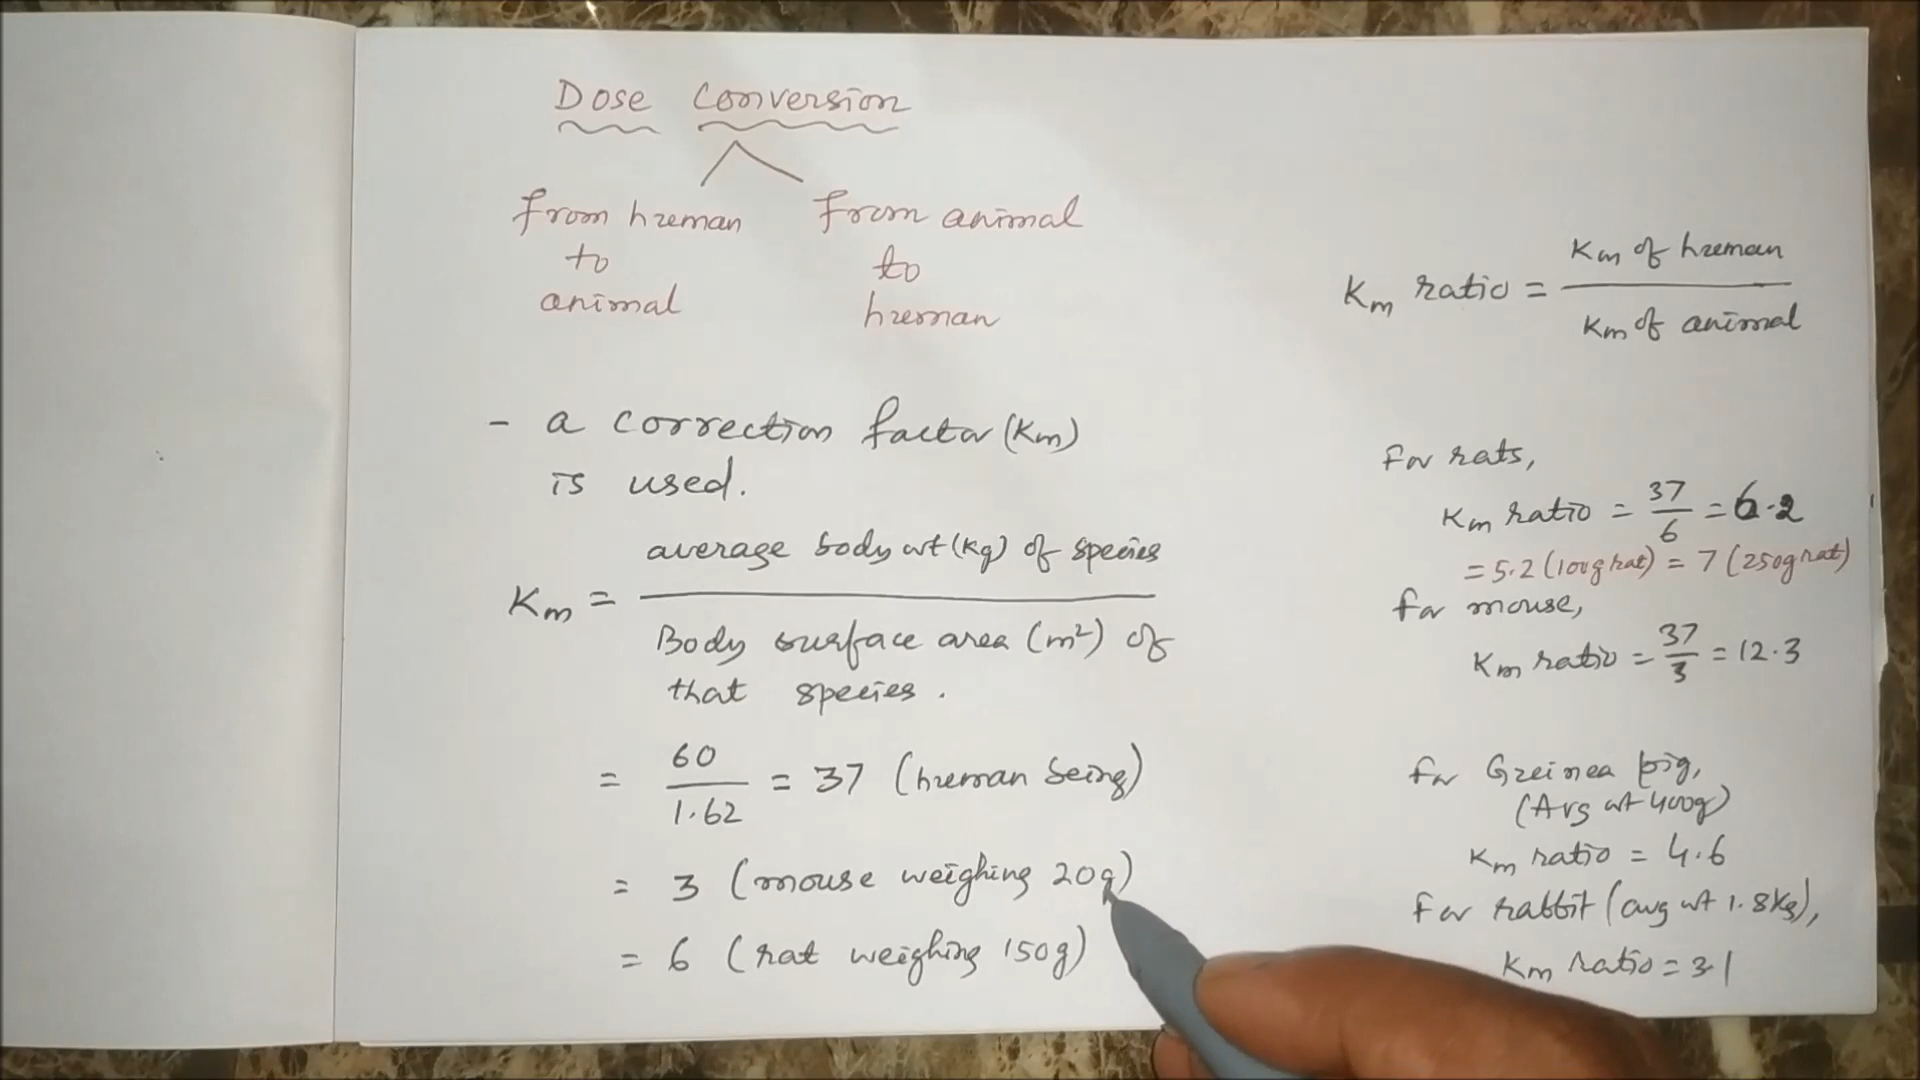 Dose Conversion
from human
to
animal
from animal
to
human
- a correction factor (Km)
is used.
Km = average body wt (kg) of species
Body surface area (m²) of
that species.
= 60 / 1.62 = 37 (human being)
= 3 (mouse weighing 20g)
= 6 (rat weighing 150g)
Km ratio = Km of human
Km of animal
For rats,
Km ratio = 37 / 6 = 6.2
= 5.2 (100g rat) = 7 (250g rat)
for mouse,
Km ratio = 37 / 3 = 12.3
for Guinea pig,
(Avg wt 400g)
Km ratio = 4.6
for rabbit (avg wt 1.8kg),
Km ratio = 3.1